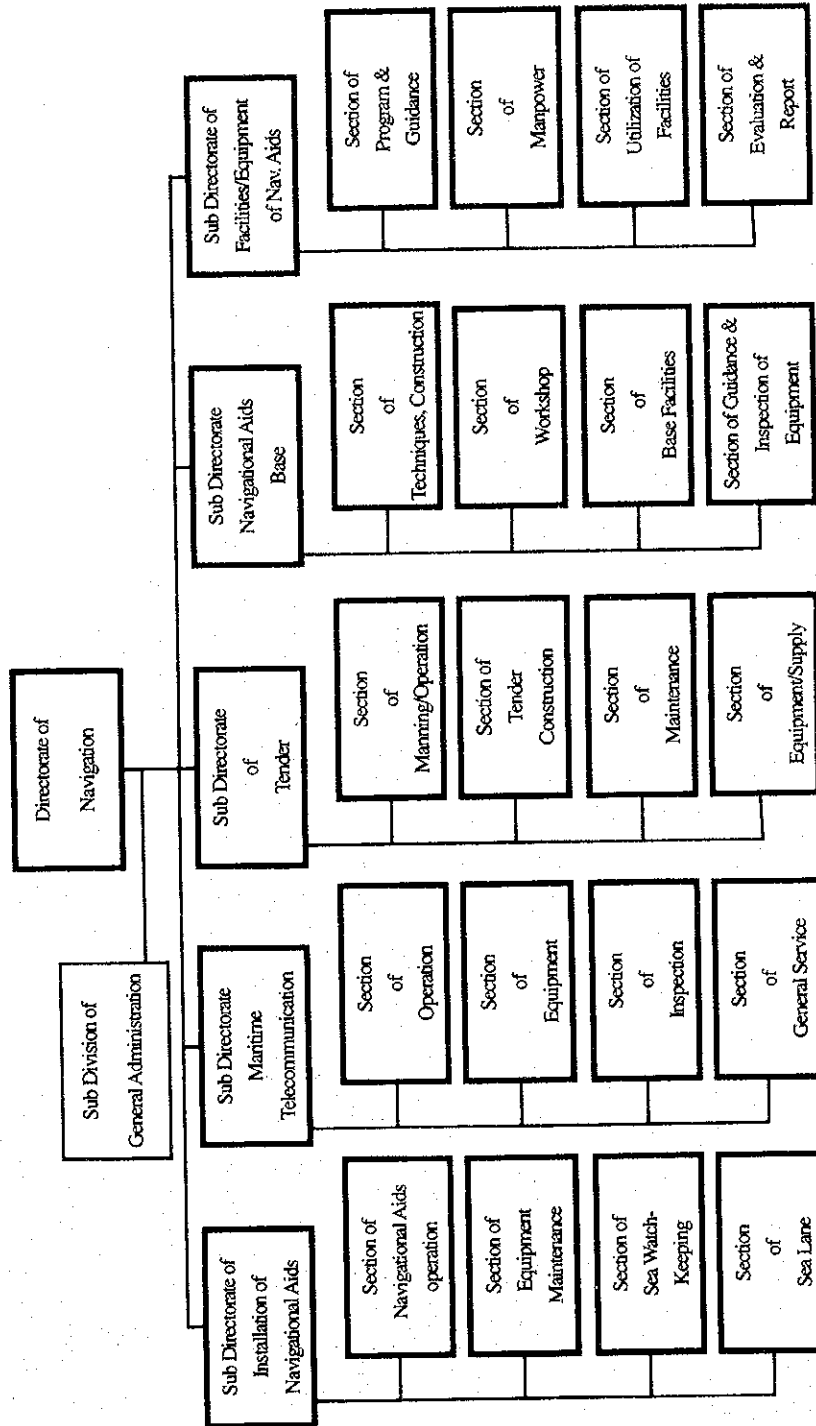 Directorate of
Navigation
Sub Division of
General Administration
Sub Directorate of
Installation of
Navigational Aids
Section of
Navigational Aids
operation
Section of
Equipment
Maintenance
Section of
Sea Watch-
Keeping
Section
of
Sea Lane
Sub Directorate
Maritime
Telecommunication
Section
of
Operation
Section
of
Equipment
Section
of
Inspection
Section
of
General Service
Sub Directorate
of
Tender
Section
of
Manning/Operation
Section of
Tender
Construction
Section
of
Maintenance
Section
of
Equipment/Supply
Sub Directorate
Navigational Aids
Base
Section
of
Techniques, Construction
Section
of
Workshop
Section
of
Base Facilities
Section of Guidance &
Inspection of
Equipment
Sub Directorate of
Facilities/Equipment
of Nav. Aids
Section of
Program &
Guidance
Section
of
Manpower
Section of
Utilization of
Facilities
Section of
Evaluation &
Report